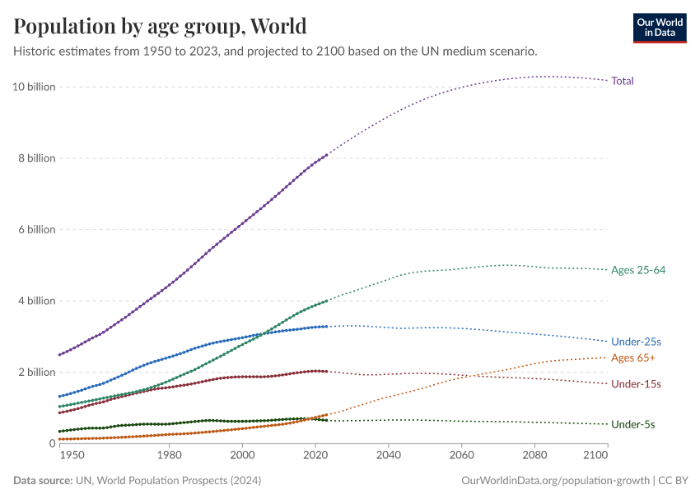 Population by age group, World
Our World
in Data
Historic estimates from 1950 to 2023, and projected to 2100 based on the UN medium scenario.
10 billion
Total
8 billion
6 billion
Ages 25-64
4 billion
Under-25s
Ages 65+
2 billion
Under-15s
Under-5s
0
1950 1980 2000 2020 2040 2060 2080 2100
Data source: UN, World Population Prospects (2024) OurWorldinData.org/population-growth | CC BY